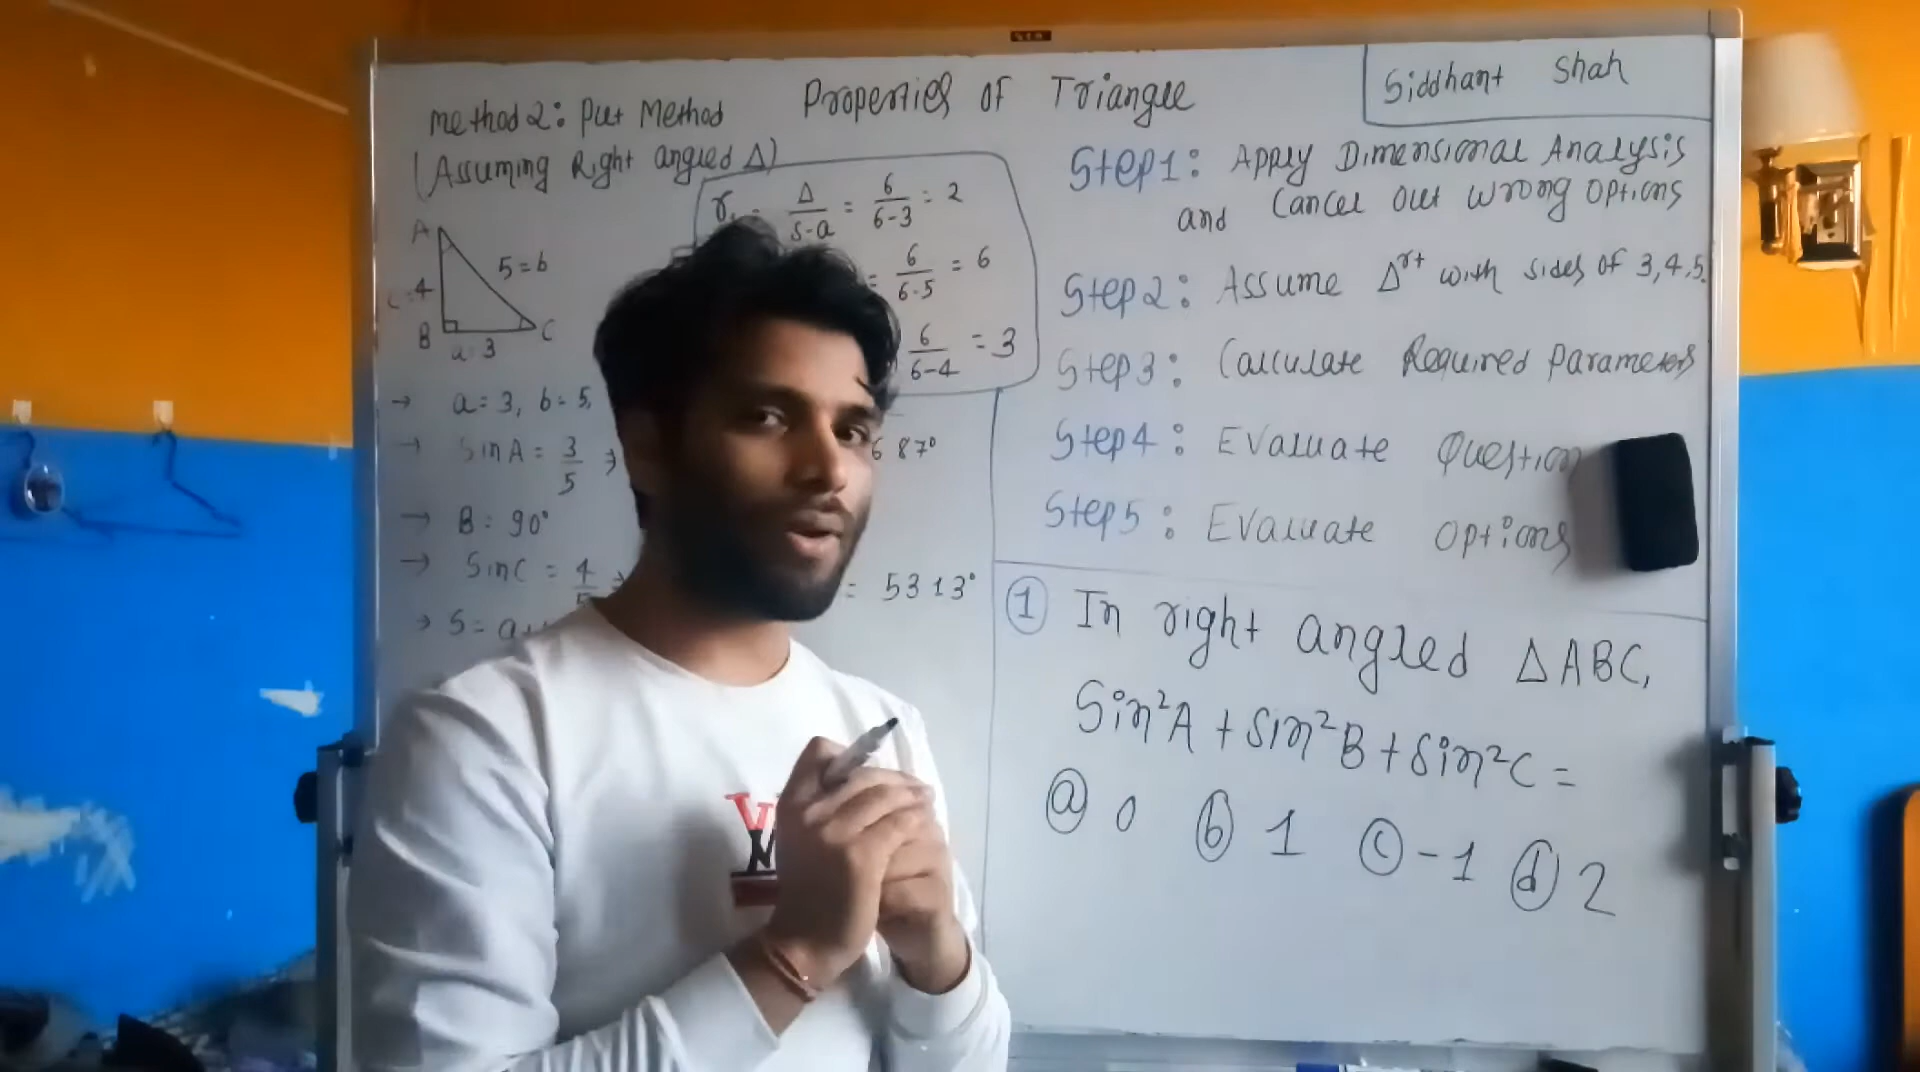 Properties of Triangle
Siddhant Shah
Method 2: Put Method
(Assuming Right angled Δ)
A
5 = b
c = 4
B
a = 3
C
Δ/s-a = 6/6-3 = 2
= 6/6-5 = 6
6/6-4 = 3
→ a = 3, b = 5,
→ Sin A = 3/5 ⇒
87°
→ B = 90°
→ Sin C = 4/5
= 53 13°
→ S = a+
Step1: Apply Dimensional Analysis
and Cancel out wrong options
Step2: Assume Δ^rt with sides of 3,4,5.
Step3: Calculate Required Parameters
Step4: Evaluate Question
Step5: Evaluate Options
① In right angled ΔABC,
Sin²A + Sin²B + Sin²C =
ⓐ 0 ⓑ 1 ⓒ -1 ⓓ 2